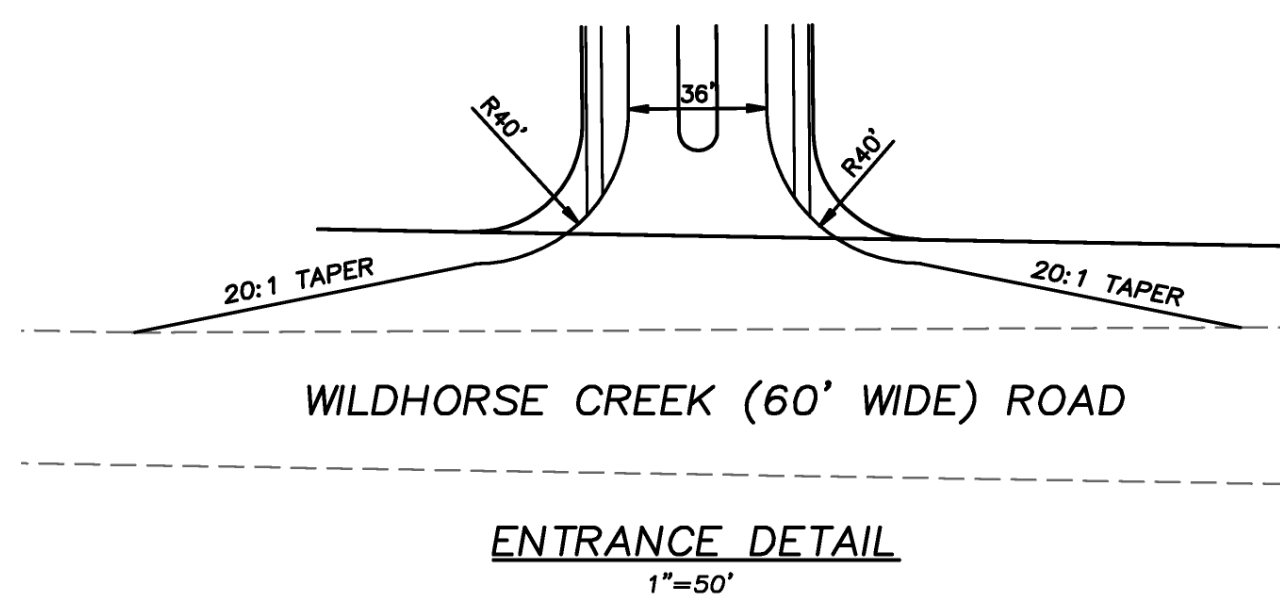 36'
R40'
R40'
20:1 TAPER
20:1 TAPER
WILDHORSE CREEK (60' WIDE) ROAD
ENTRANCE DETAIL
1"=50'